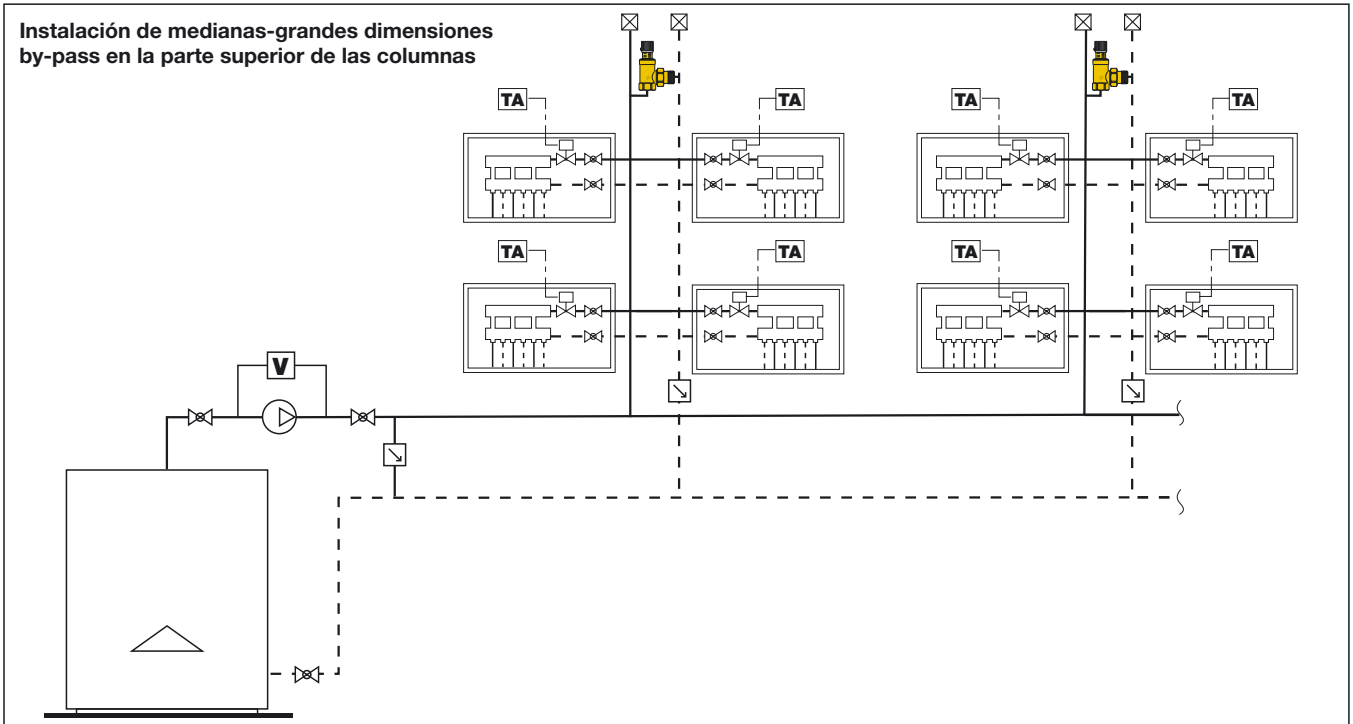 Instalación de medianas-grandes dimensiones
by-pass en la parte superior de las columnas
TA TA TA TA
TA TA TA TA
V